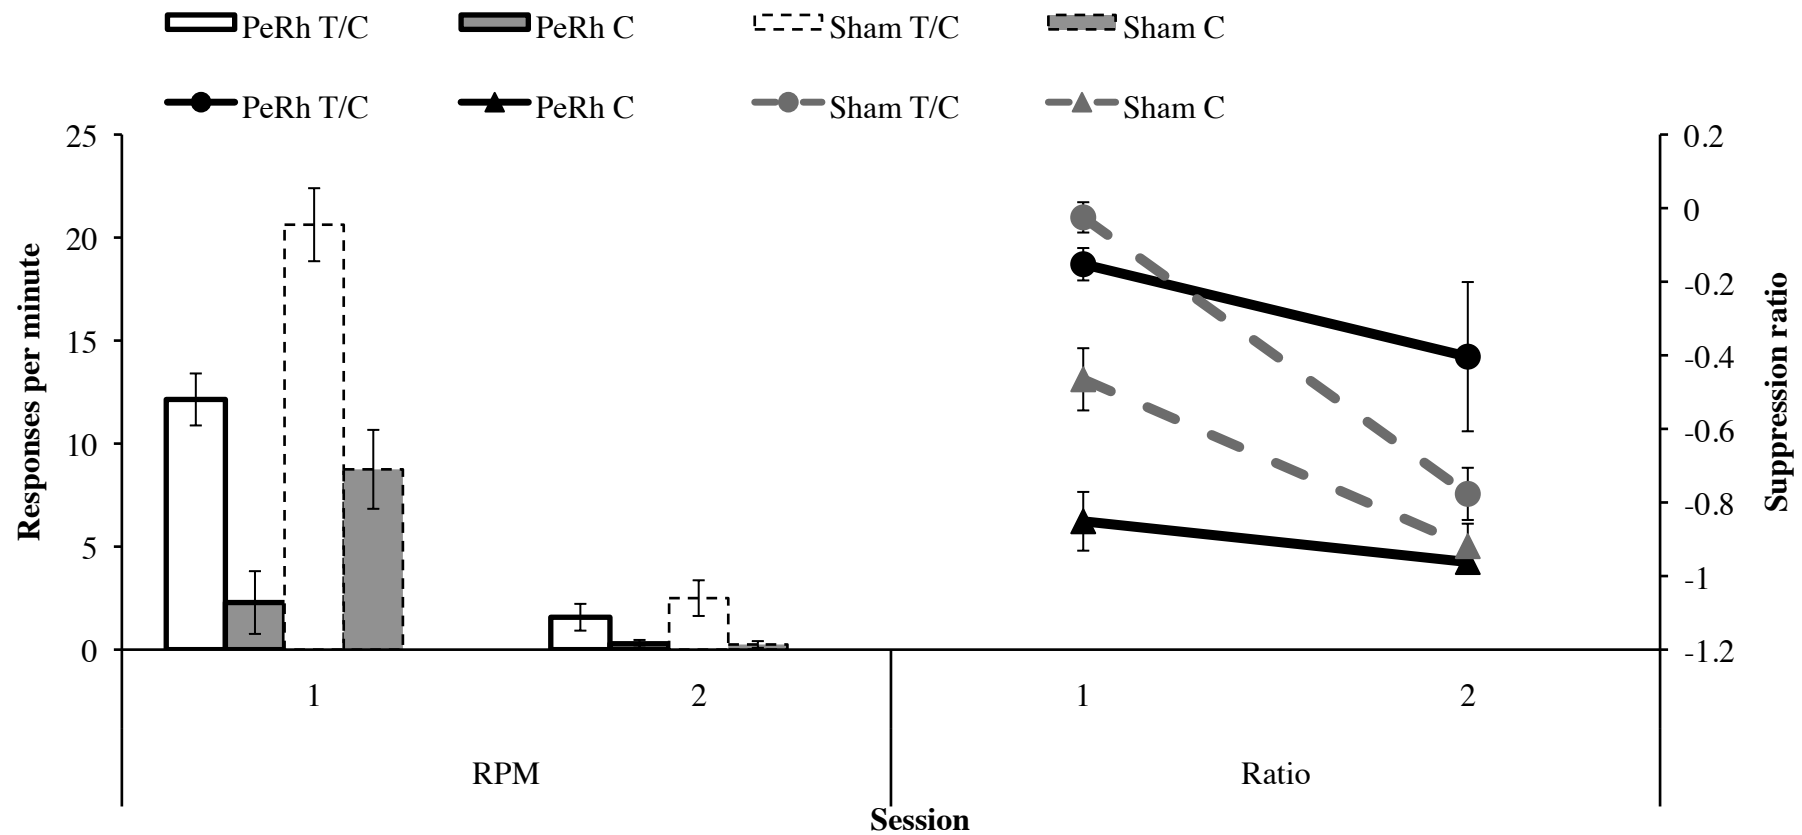 PeRh T/C PeRh C Sham T/C Sham C
PeRh T/C PeRh C Sham T/C Sham C
25 0.2
0
20
-0.2
15
-0.4
10
-0.6
-0.8
5
-1
0 -1.2
Responses per minute
Suppression ratio
1 2 1 2
RPM Ratio
Session